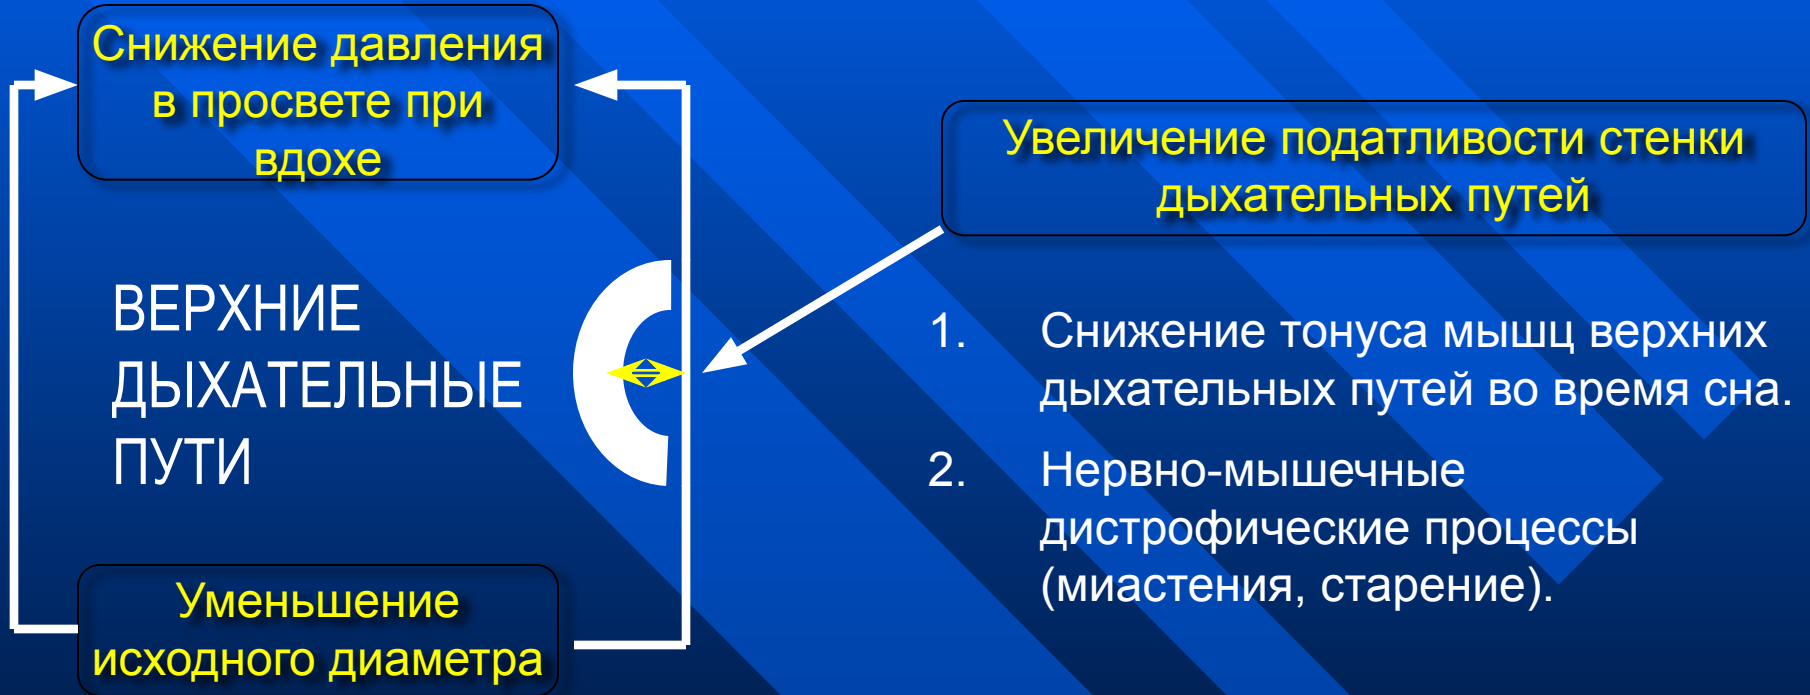 Снижение давления
в просвете при
вдохе
Увеличение податливости стенки
дыхательных путей
ВЕРХНИЕ
ДЫХАТЕЛЬНЫЕ
ПУТИ
1. Снижение тонуса мышц верхних
дыхательных путей во время сна.
2. Нервно-мышечные
дистрофические процессы
(миастения, старение).
Уменьшение
исходного диаметра